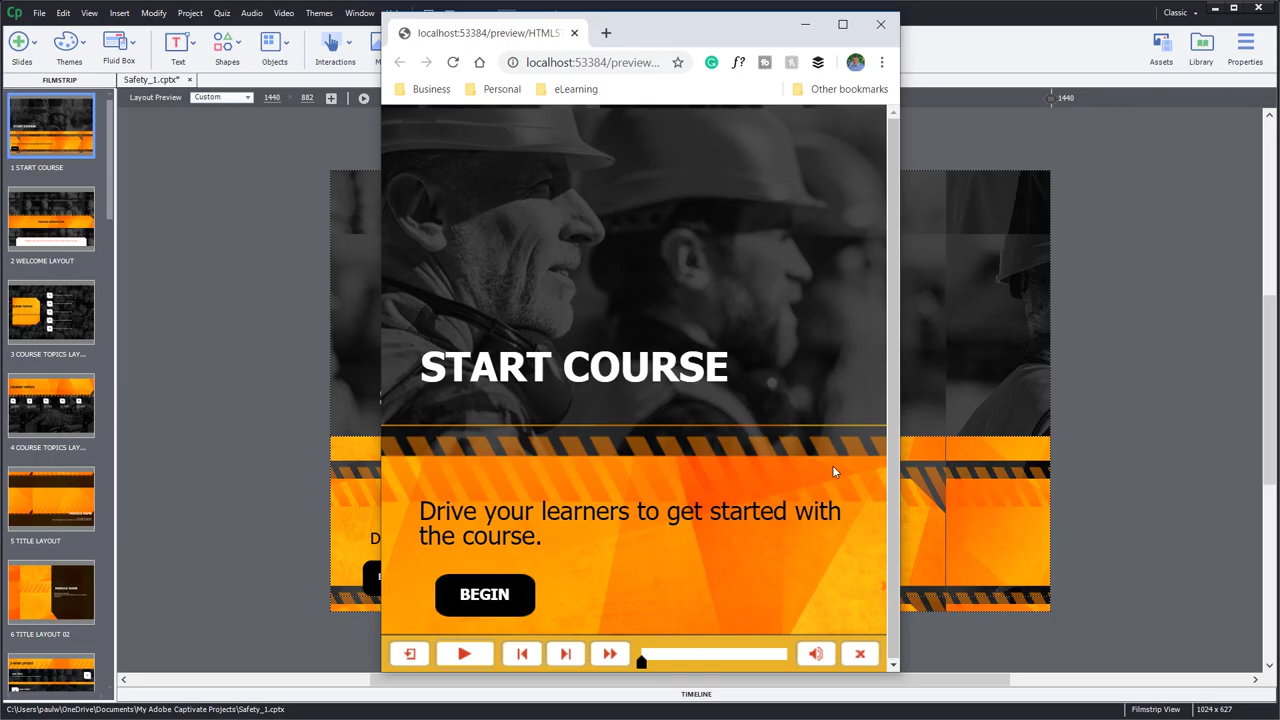 Cp File Edit View Insert Modify Project Quiz Audio Video Themes Window
Classic
Slides Themes Fluid Box Text Shapes Objects Interactions
Assets Library Properties
FILMSTRIP
Safety_1.cptx*
Layout Preview Custom 1440 882
1440
localhost:53384/preview/HTML5
localhost:53384/preview...
f?
Business Personal eLearning Other bookmarks
START COURSE
1 START COURSE
2 WELCOME LAYOUT
3 COURSE TOPICS LAY...
4 COURSE TOPICS LAY...
5 TITLE LAYOUT
6 TITLE LAYOUT 02
START COURSE
Drive your learners to get started with
the course.
BEGIN
TIMELINE
C:\Users\paulw\OneDrive\Documents\My Adobe Captivate Projects\Safety_1.cptx
Filmstrip View 1024 x 627